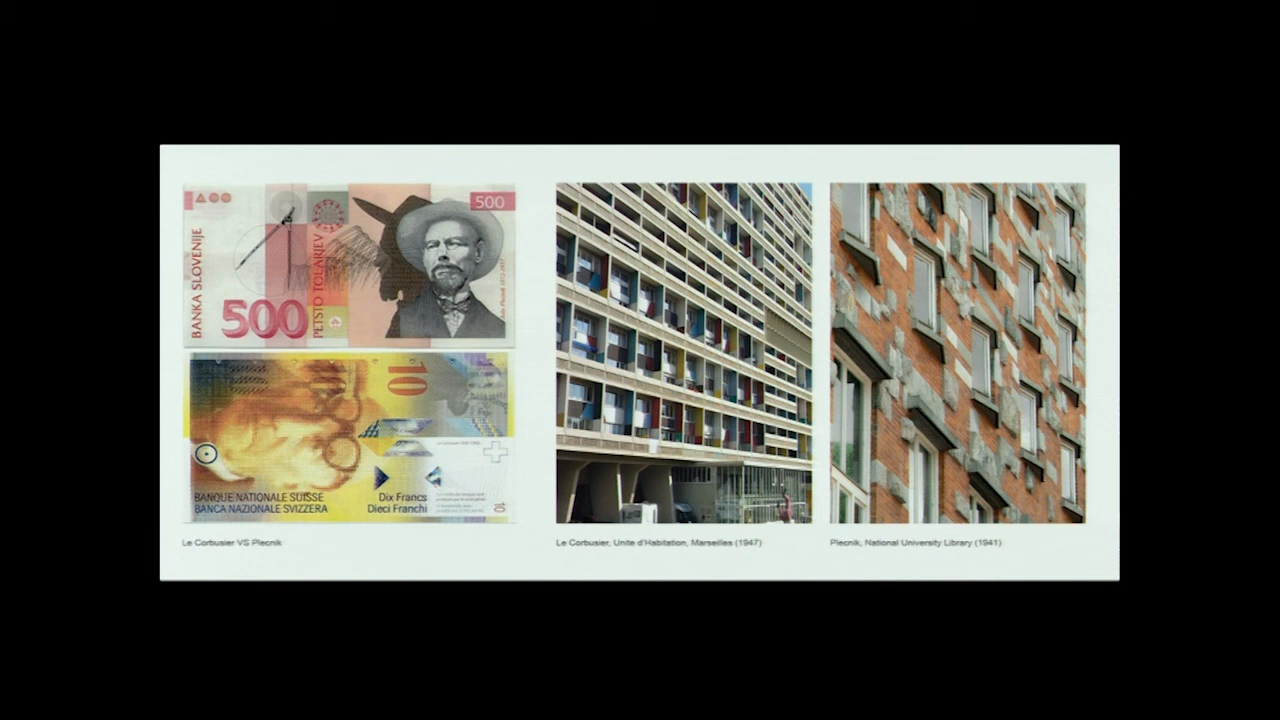 500
BANKA SLOVENIJE
PETSTO TOLARJEV
500
10
BANQUE NATIONALE SUISSE
BANCA NAZIONALE SVIZZERA
Dix Francs
Dieci Franchi
10
Le Corbusier VS Plecnik
Le Corbusier, Unite d'Habitation, Marseilles (1947)
Plecnik, National University Library (1941)